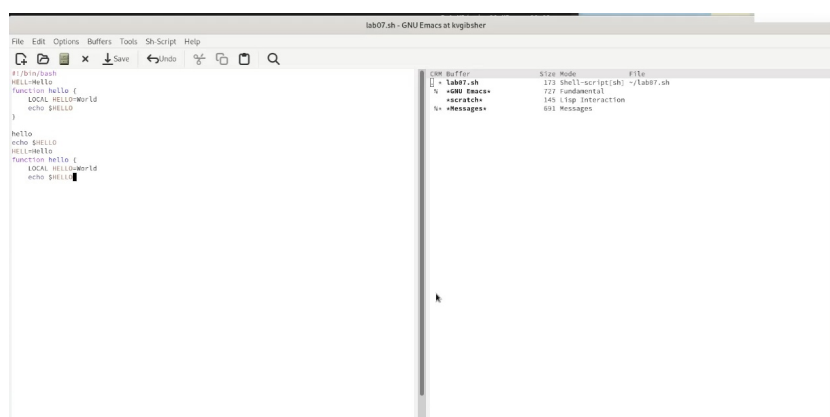 lab07.sh - GNU Emacs at kvgibsher
File Edit Options Buffers Tools Sh-Script Help
Save Undo
#!/bin/bash
HELL=Hello
function hello {
    LOCAL HELLO=World
    echo $HELLO
}
hello
echo $HELLO
HELL=Hello
function hello {
    LOCAL HELLO=World
    echo $HELLO
CRM Buffer Size Mode File
* lab07.sh 173 Shell-script[sh] ~/lab07.sh
% *GNU Emacs* 727 Fundamental
*scratch* 145 Lisp Interaction
%* *Messages* 691 Messages